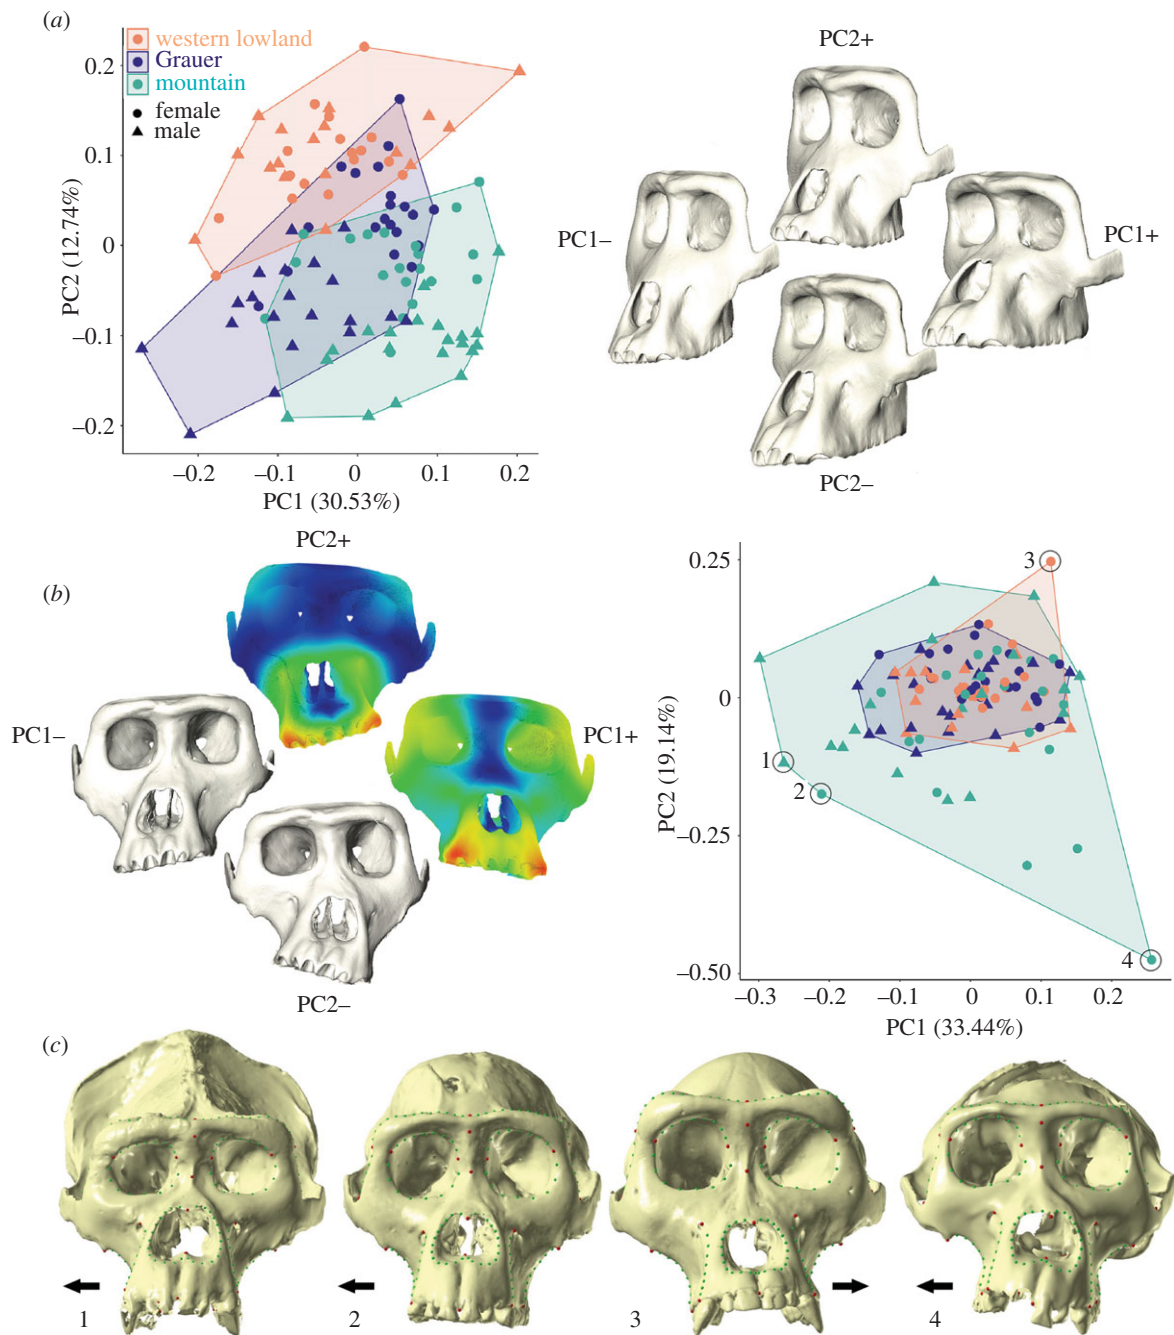 (a)
western lowland
Grauer
mountain
female
male
0.2
0.1
0
–0.1
–0.2
PC2 (12.74%)
–0.2
–0.1
0
0.1
0.2
PC1 (30.53%)
PC2+
PC1–
PC1+
PC2–
(b)
PC2+
PC1–
PC1+
PC2–
0.25
0
–0.25
–0.50
PC2 (19.14%)
3
1
2
4
–0.3
–0.2
–0.1
0
0.1
0.2
PC1 (33.44%)
(c)
1
2
3
4